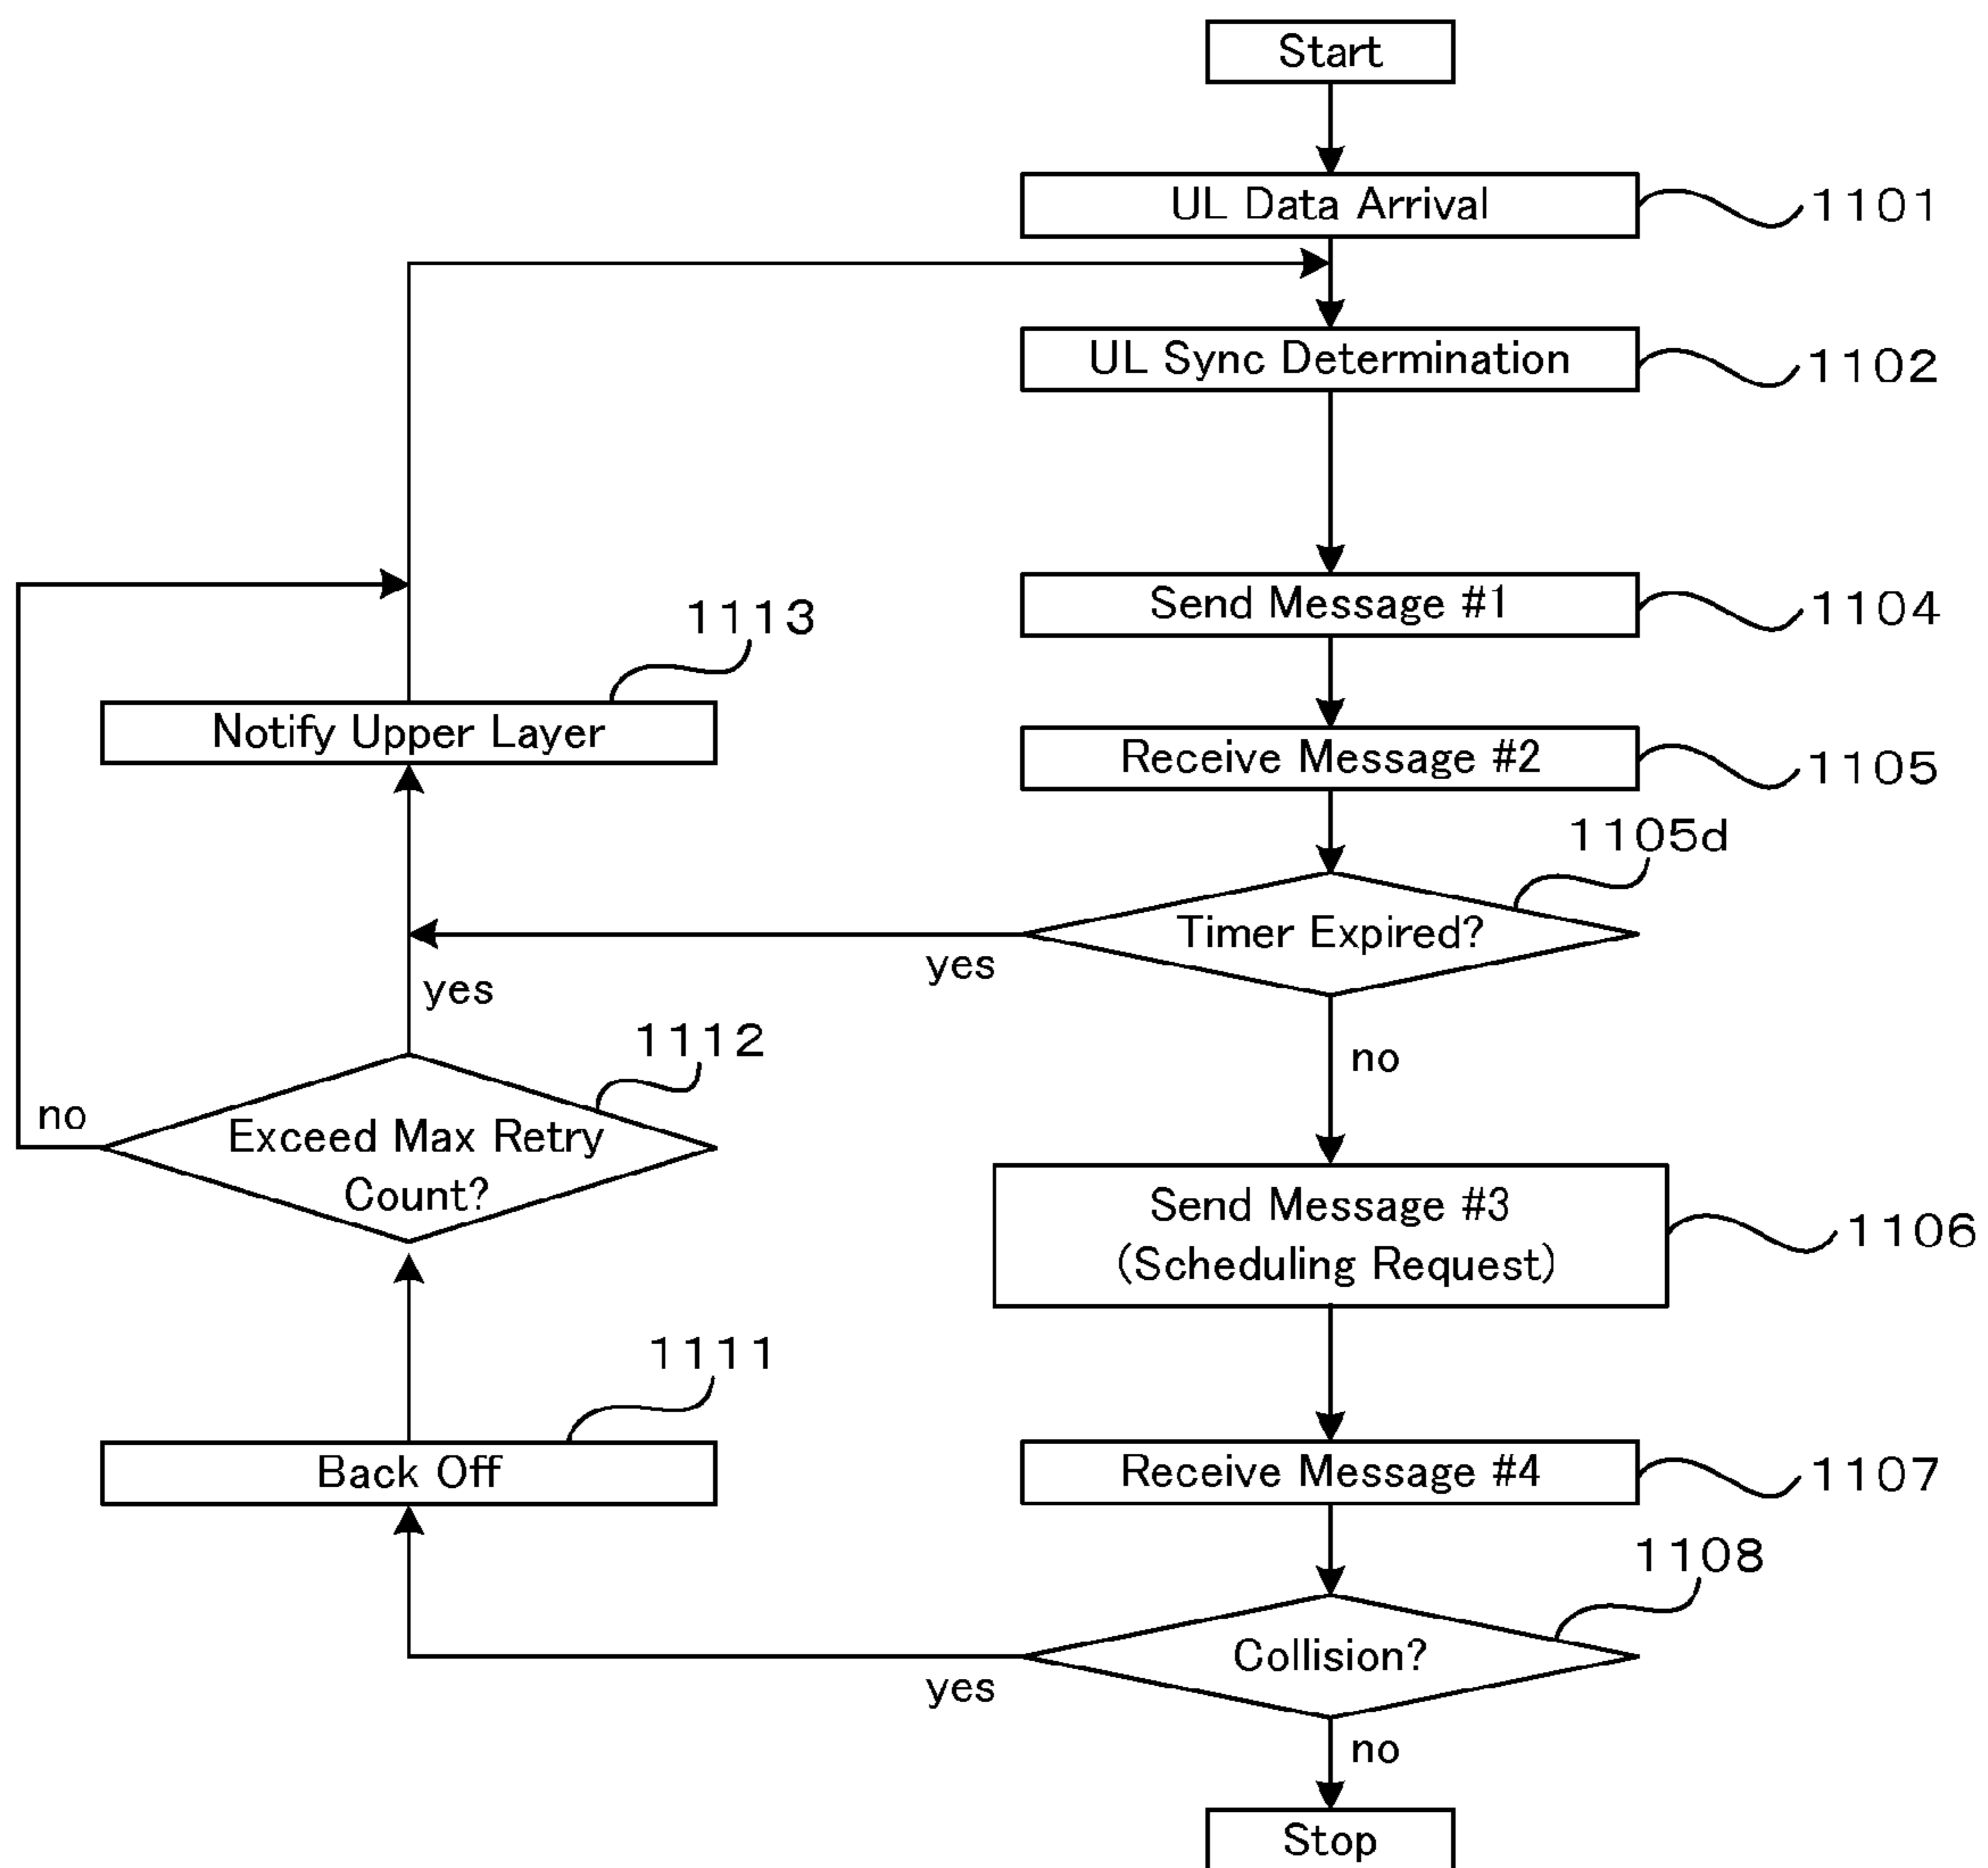 Start
UL Data Arrival
1101
UL Sync Determination
1102
Send Message #1
1104
1113
Notify Upper Layer
Receive Message #2
1105
1105d
Timer Expired?
yes
yes
no
1112
Exceed Max Retry
Count?
no
Send Message #3
(Scheduling Request)
1106
1111
Back Off
Receive Message #4
1107
1108
Collision?
yes
no
Stop